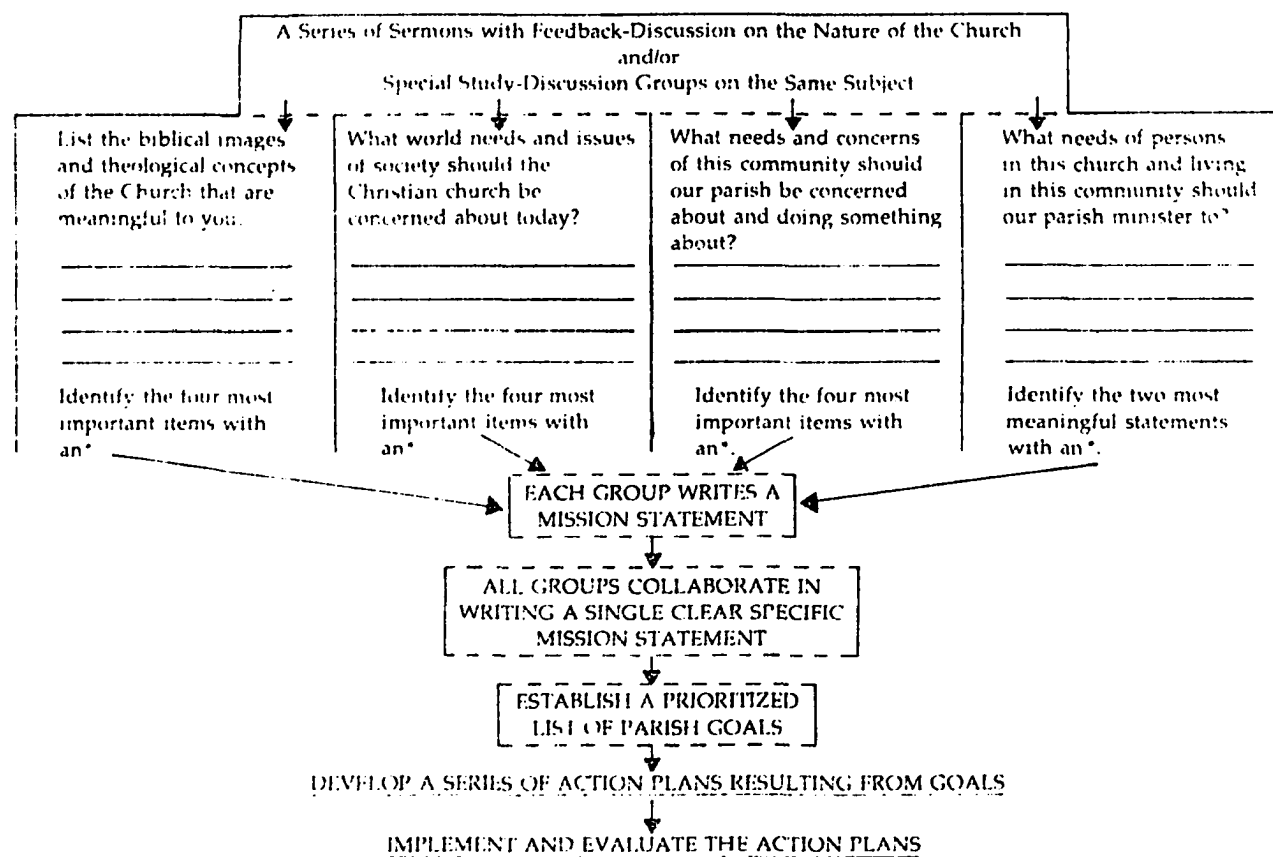 A Series of Sermons with Feedback-Discussion on the Nature of the Church
and/or
Special Study-Discussion Groups on the Same Subject
List the biblical images
and theological concepts
of the Church that are
meaningful to you.
Identify the four most
important items with
an*
What world needs and issues
of society should the
Christian church be
concerned about today?
Identify the four most
important items with
an*
What needs and concerns
of this community should
our parish be concerned
about and doing something
about?
Identify the four most
important items with
an*.
What needs of persons
in this church and living
in this community should
our parish minister to?
Identify the two most
meaningful statements
with an*.
EACH GROUP WRITES A
MISSION STATEMENT
ALL GROUPS COLLABORATE IN
WRITING A SINGLE CLEAR SPECIFIC
MISSION STATEMENT
ESTABLISH A PRIORITIZED
LIST OF PARISH GOALS
DEVELOP A SERIES OF ACTION PLANS RESULTING FROM GOALS
IMPLEMENT AND EVALUATE THE ACTION PLANS